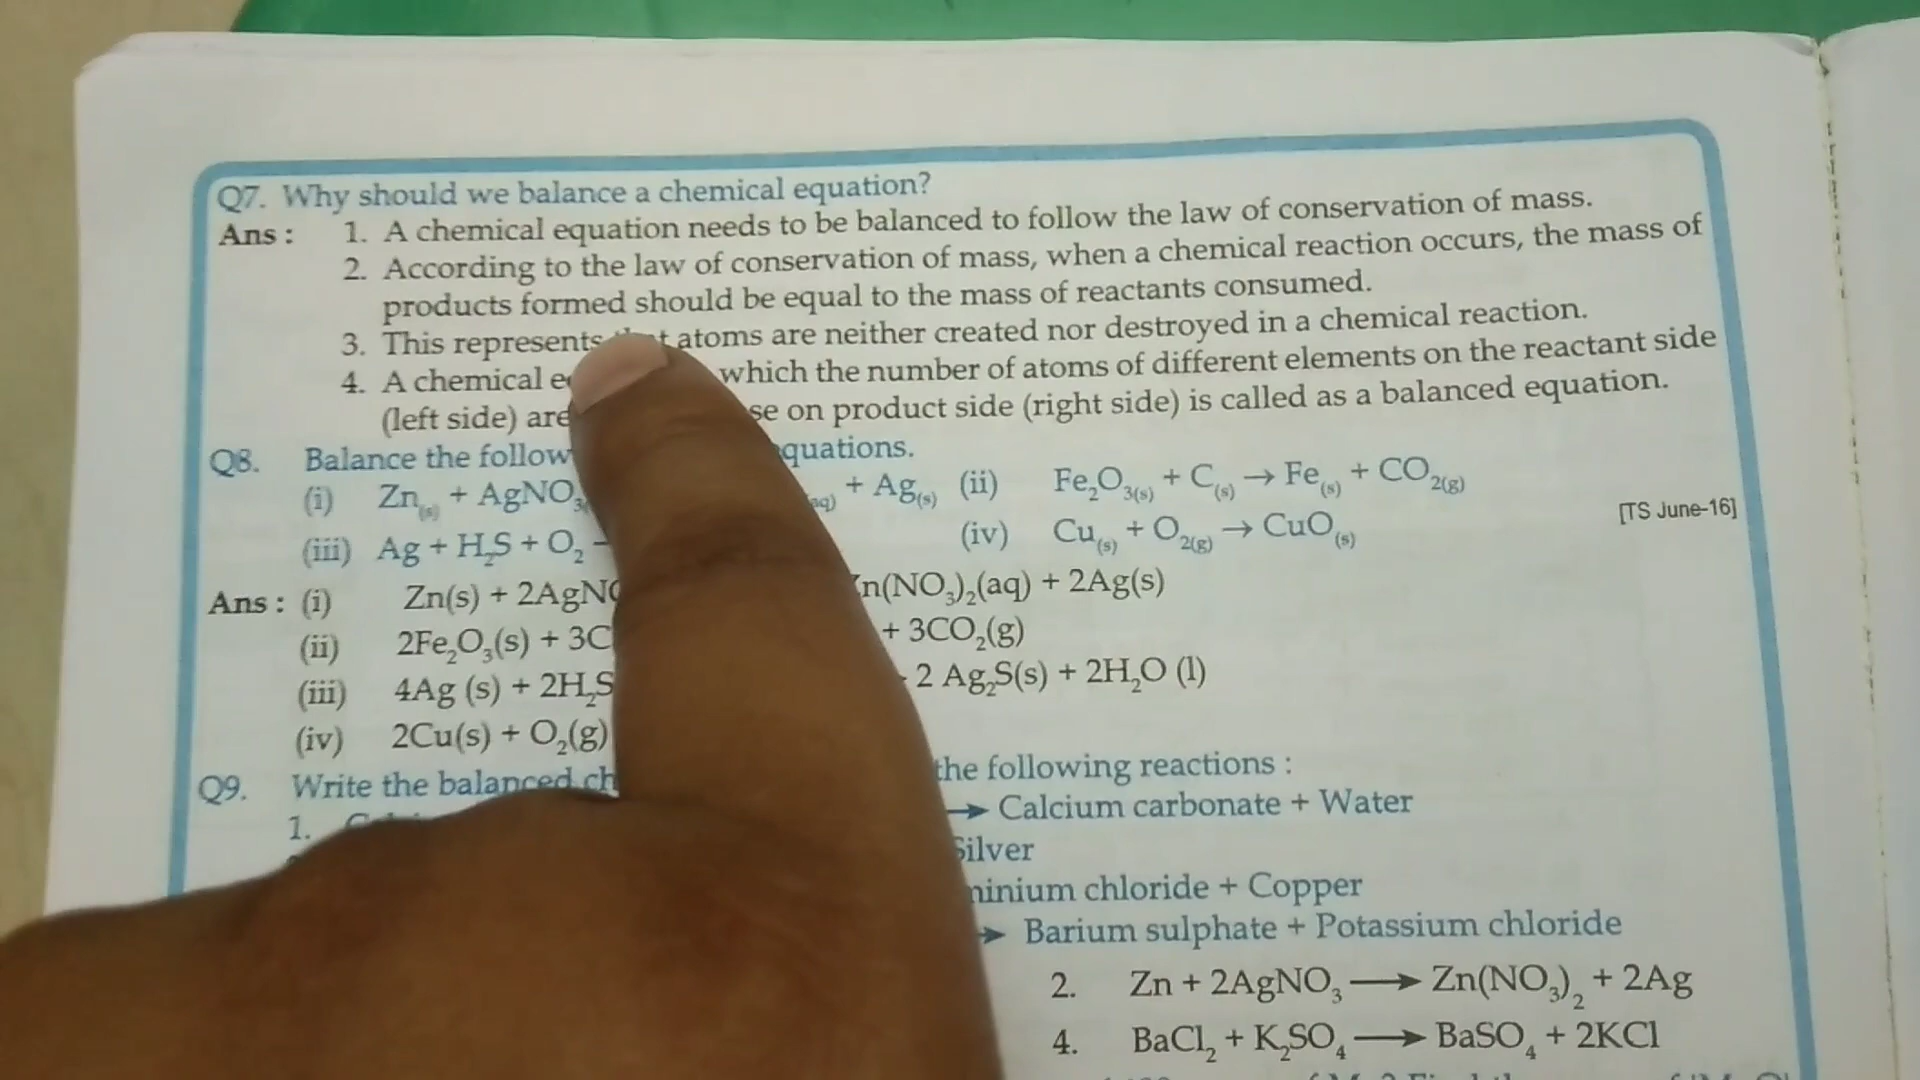 Q7. Why should we balance a chemical equation?
Ans : 1. A chemical equation needs to be balanced to follow the law of conservation of mass.
2. According to the law of conservation of mass, when a chemical reaction occurs, the mass of
products formed should be equal to the mass of reactants consumed.
3. This represents atoms are neither created nor destroyed in a chemical reaction.
4. A chemical which the number of atoms of different elements on the reactant side
(left side) are on product side (right side) is called as a balanced equation.
Q8. Balance the equations.
(i) Zn(s) + AgNO₃ + Ag(s) (ii) Fe₂O₃(s) + C(s) → Fe(s) + CO₂(g)
[TS June-16]
(iii) Ag + H₂S + O₂ (iv) Cu(s) + O₂(g) → CuO(s)
Ans : (i) Zn(s) + (NO₃)₂(aq) + 2Ag(s)
(ii) 2Fe₂O₃(s) + + 3CO₂(g)
(iii) 4Ag (s) + 2H₂S 2 Ag₂S(s) + 2H₂O (l)
(iv) 2Cu(s) + O₂(g)
Q9. Write the balanced the following reactions :
1. → Calcium carbonate + Water
Silver
chloride + Copper
→ Barium sulphate + Potassium chloride
2. Zn + 2AgNO₃ → Zn(NO₃)₂ + 2Ag
4. BaCl₂ + K₂SO₄ → BaSO₄ + 2KCl